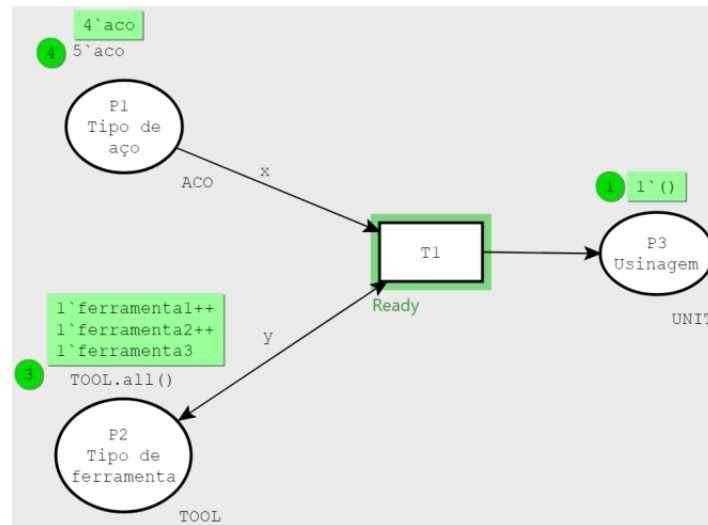 4`aco
4 5`aco
P1
Tipo de
aço
ACO
x
T1
Ready
1 1`()
P3
Usinagem
UNIT
1`ferramenta1++
1`ferramenta2++
1`ferramenta3
3 TOOL.all()
y
P2
Tipo de
ferramenta
TOOL